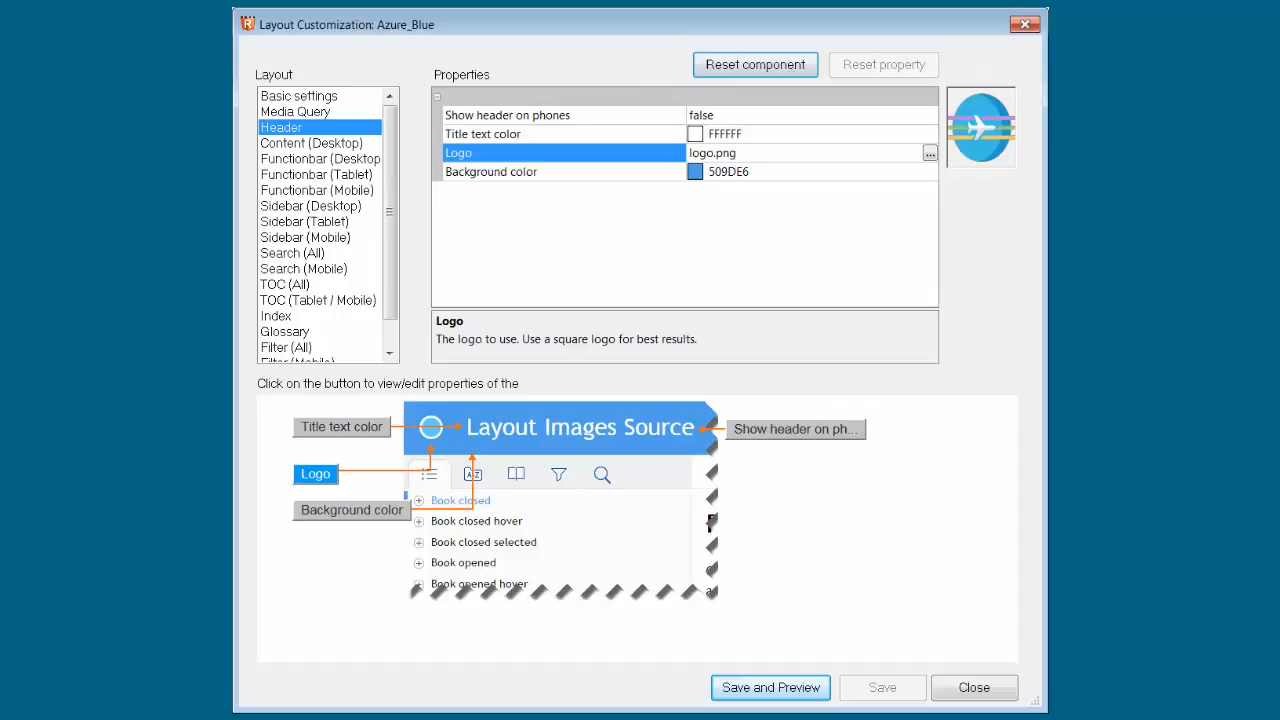 Layout Customization: Azure_Blue
Reset component
Reset property
Layout
Properties
Basic settings
Media Query
Header
Content (Desktop)
Functionbar (Desktop
Functionbar (Tablet)
Functionbar (Mobile)
Sidebar (Desktop)
Sidebar (Tablet)
Sidebar (Mobile)
Search (All)
Search (Mobile)
TOC (All)
TOC (Tablet / Mobile)
Index
Glossary
Filter (All)
Filter (Mobile)
Show header on phones false
Title text color FFFFFF
Logo logo.png ...
Background color 509DE6
Logo
The logo to use. Use a square logo for best results.
Click on the button to view/edit properties of the
Title text color
Layout Images Source
Show header on ph...
Logo
A-Z
Background color
Book closed
Book closed hover
Book closed selected
Book opened
Book opened hover
Save and Preview
Save
Close